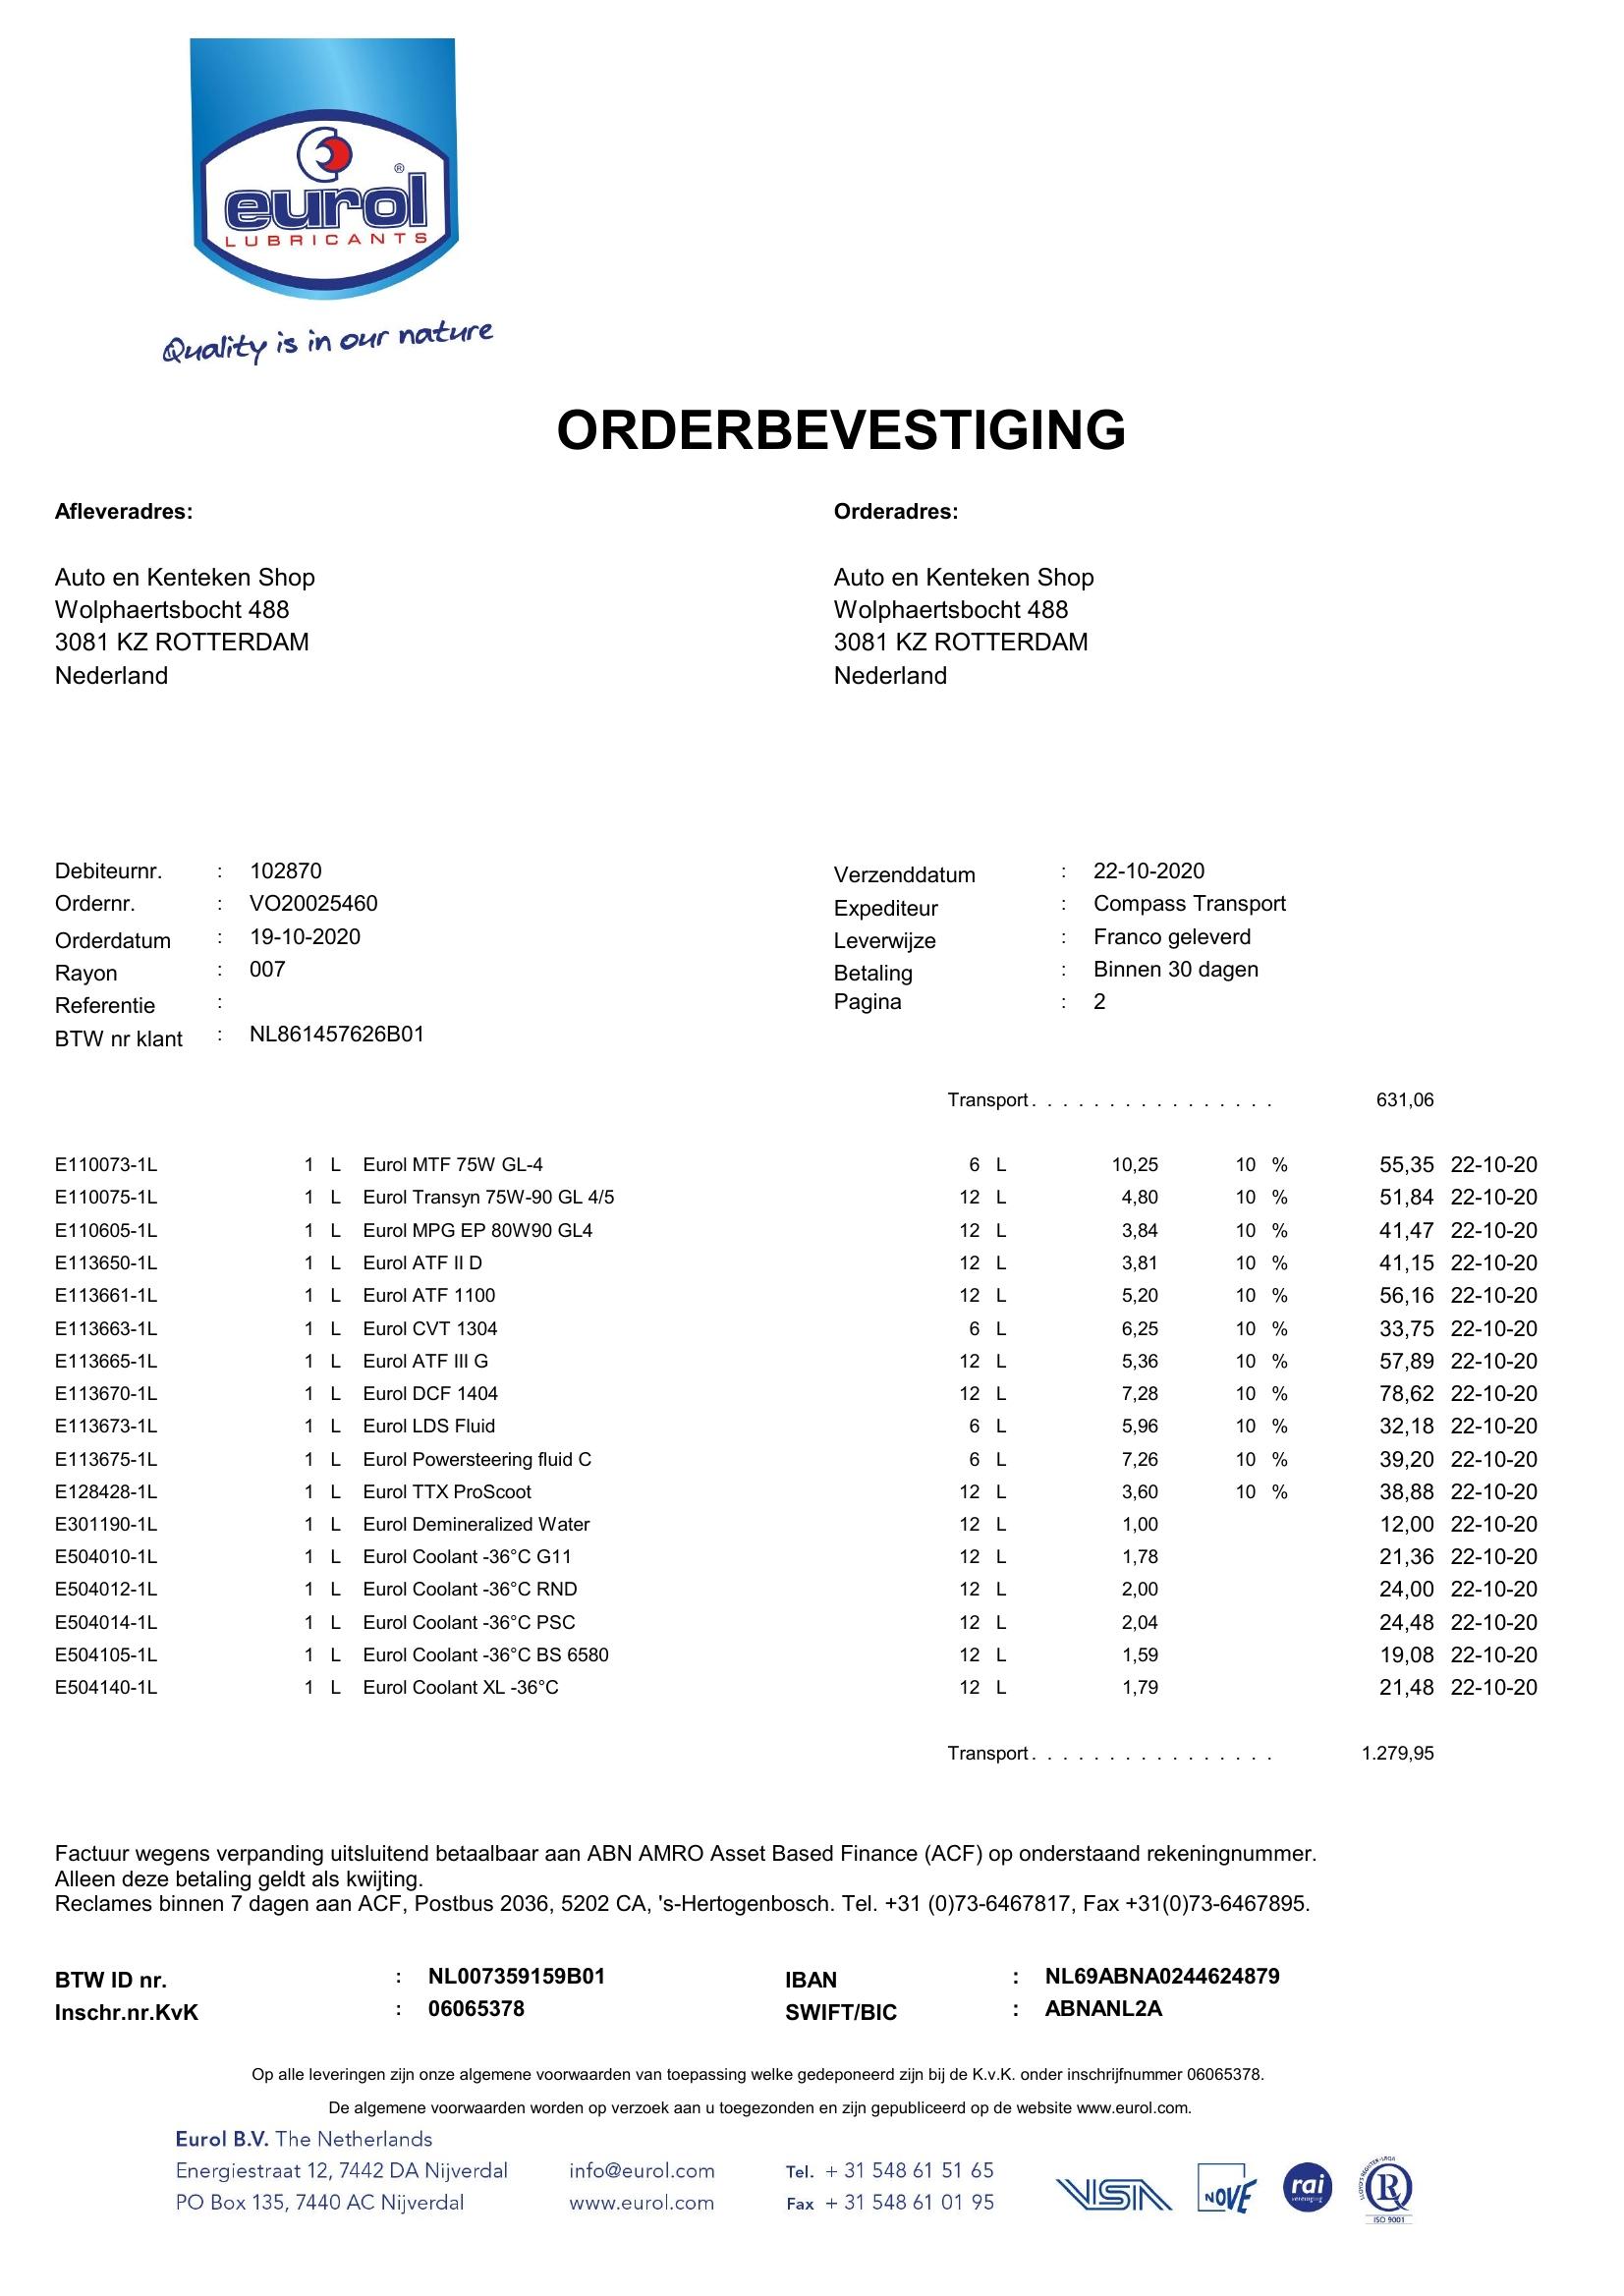 eurol®
LUBRICANTS
Quality is in our nature
ORDERBEVESTIGING
Afleveradres: Orderadres:
Auto en Kenteken Shop Auto en Kenteken Shop
Wolphaertsbocht 488 Wolphaertsbocht 488
3081 KZ ROTTERDAM 3081 KZ ROTTERDAM
Nederland Nederland
Debiteurnr. : 102870 Verzenddatum : 22-10-2020
Ordernr. : VO20025460 Expediteur : Compass Transport
Orderdatum : 19-10-2020 Leverwijze : Franco geleverd
Rayon : 007 Betaling : Binnen 30 dagen
Referentie : Pagina : 2
BTW nr klant : NL861457626B01
Transport. . . . . . . . . . . . . . . . 631,06
E110073-1L 1 L Eurol MTF 75W GL-4 6 L 10,25 10 % 55,35 22-10-20
E110075-1L 1 L Eurol Transyn 75W-90 GL 4/5 12 L 4,80 10 % 51,84 22-10-20
E110605-1L 1 L Eurol MPG EP 80W90 GL4 12 L 3,84 10 % 41,47 22-10-20
E113650-1L 1 L Eurol ATF II D 12 L 3,81 10 % 41,15 22-10-20
E113661-1L 1 L Eurol ATF 1100 12 L 5,20 10 % 56,16 22-10-20
E113663-1L 1 L Eurol CVT 1304 6 L 6,25 10 % 33,75 22-10-20
E113665-1L 1 L Eurol ATF III G 12 L 5,36 10 % 57,89 22-10-20
E113670-1L 1 L Eurol DCF 1404 12 L 7,28 10 % 78,62 22-10-20
E113673-1L 1 L Eurol LDS Fluid 6 L 5,96 10 % 32,18 22-10-20
E113675-1L 1 L Eurol Powersteering fluid C 6 L 7,26 10 % 39,20 22-10-20
E128428-1L 1 L Eurol TTX ProScoot 12 L 3,60 10 % 38,88 22-10-20
E301190-1L 1 L Eurol Demineralized Water 12 L 1,00 12,00 22-10-20
E504010-1L 1 L Eurol Coolant -36°C G11 12 L 1,78 21,36 22-10-20
E504012-1L 1 L Eurol Coolant -36°C RND 12 L 2,00 24,00 22-10-20
E504014-1L 1 L Eurol Coolant -36°C PSC 12 L 2,04 24,48 22-10-20
E504105-1L 1 L Eurol Coolant -36°C BS 6580 12 L 1,59 19,08 22-10-20
E504140-1L 1 L Eurol Coolant XL -36°C 12 L 1,79 21,48 22-10-20
Transport. . . . . . . . . . . . . . . . 1.279,95
Factuur wegens verpanding uitsluitend betaalbaar aan ABN AMRO Asset Based Finance (ACF) op onderstaand rekeningnummer.
Alleen deze betaling geldt als kwijting.
Reclames binnen 7 dagen aan ACF, Postbus 2036, 5202 CA, 's-Hertogenbosch. Tel. +31 (0)73-6467817, Fax +31(0)73-6467895.
BTW ID nr. : NL007359159B01 IBAN : NL69ABNA0244624879
Inschr.nr.KvK : 06065378 SWIFT/BIC : ABNANL2A
Op alle leveringen zijn onze algemene voorwaarden van toepassing welke gedeponeerd zijn bij de K.v.K. onder inschrijfnummer 06065378.
De algemene voorwaarden worden op verzoek aan u toegezonden en zijn gepubliceerd op de website www.eurol.com.
Eurol B.V. The Netherlands
Energiestraat 12, 7442 DA Nijverdal info@eurol.com Tel. + 31 548 61 51 65
PO Box 135, 7440 AC Nijverdal www.eurol.com Fax + 31 548 61 01 95
VSN NOVE rai vereniging R ISO 9001